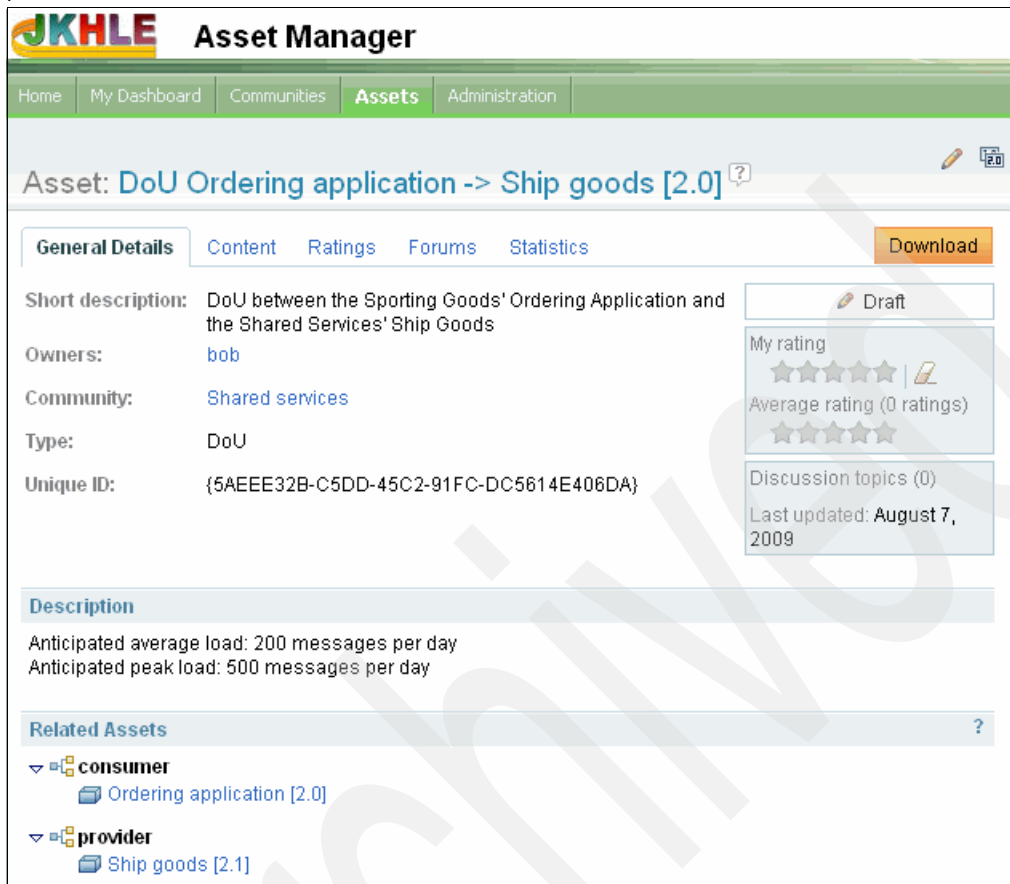 JKHLE Asset Manager
Home My Dashboard Communities Assets Administration
Asset: DoU Ordering application -> Ship goods [2.0] ?
2.0
General Details Content Ratings Forums Statistics Download
Short description: DoU between the Sporting Goods' Ordering Application and
the Shared Services' Ship Goods
Owners: bob
Community: Shared services
Type: DoU
Unique ID: {5AEEE32B-C5DD-45C2-91FC-DC5614E406DA}
Draft
My rating
|
Average rating (0 ratings)
Discussion topics (0)
Last updated: August 7,
2009
Description
Anticipated average load: 200 messages per day
Anticipated peak load: 500 messages per day
Related Assets ?
consumer
Ordering application [2.0]
provider
Ship goods [2.1]
Archived